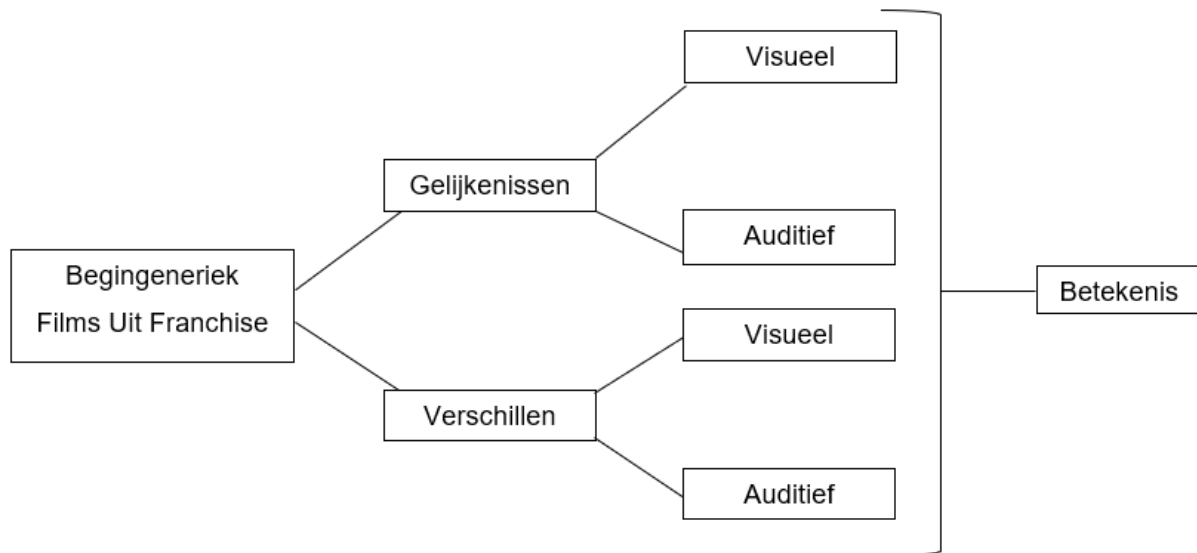 Begingeneriek
Films Uit Franchise
Gelijkenissen
Visueel
Auditief
Verschillen
Visueel
Auditief
Betekenis